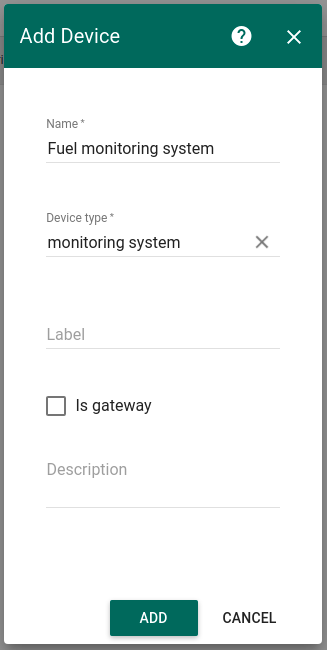 Add Device
Name *
Fuel monitoring system
Device type *
monitoring system
Label
Is gateway
Description
ADD CANCEL